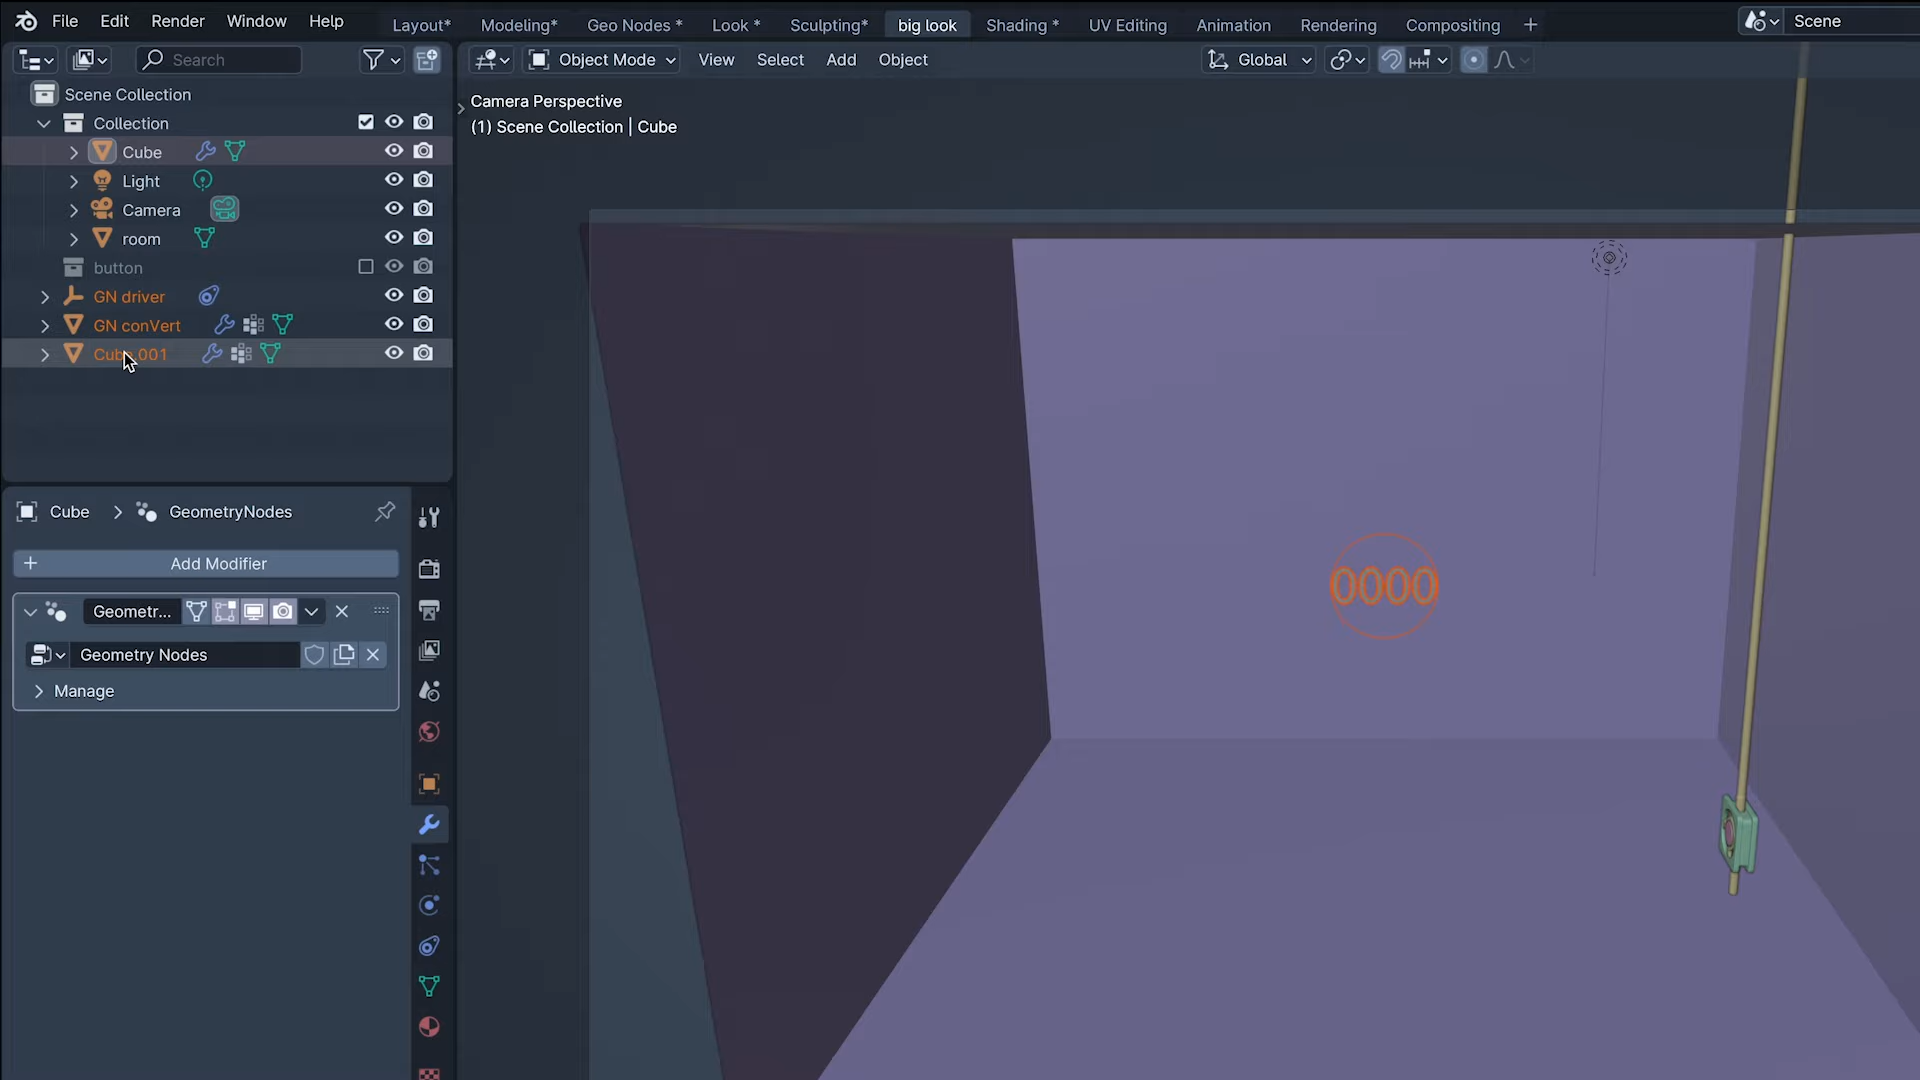 File Edit Render Window Help
Layout* Modeling* Geo Nodes * Look * Sculpting* big look Shading * UV Editing Animation Rendering Compositing +
Scene
Search
Object Mode View Select Add Object
Global
Scene Collection
Collection
Cube
Light
Camera
room
button
GN driver
GN conVert
Cube.001
Camera Perspective
(1) Scene Collection | Cube
0000
Cube > GeometryNodes
+ Add Modifier
Geometr...
Geometry Nodes
Manage